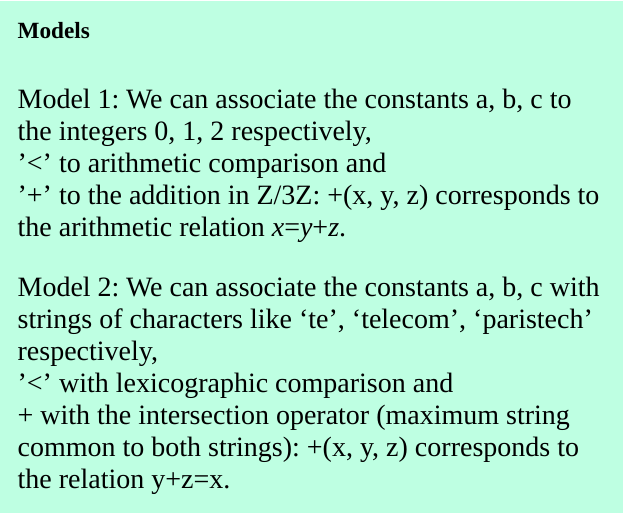 Models
Model 1: We can associate the constants a, b, c to
the integers 0, 1, 2 respectively,
’<’ to arithmetic comparison and
’+’ to the addition in Z/3Z: +(x, y, z) corresponds to
the arithmetic relation x=y+z.
Model 2: We can associate the constants a, b, c with
strings of characters like ‘te’, ‘telecom’, ‘paristech’
respectively,
’<’ with lexicographic comparison and
+ with the intersection operator (maximum string
common to both strings): +(x, y, z) corresponds to
the relation y+z=x.